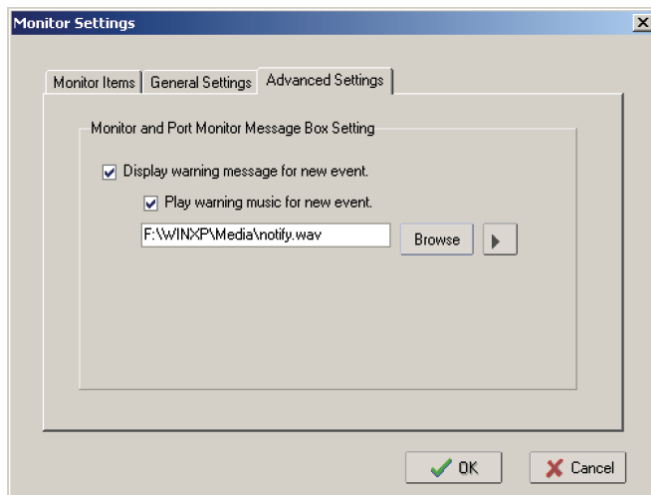 Monitor Settings
Monitor Items General Settings Advanced Settings
Monitor and Port Monitor Message Box Setting
Display warning message for new event.
Play warning music for new event.
F:\WINXP\Media\notify.wav Browse
OK Cancel